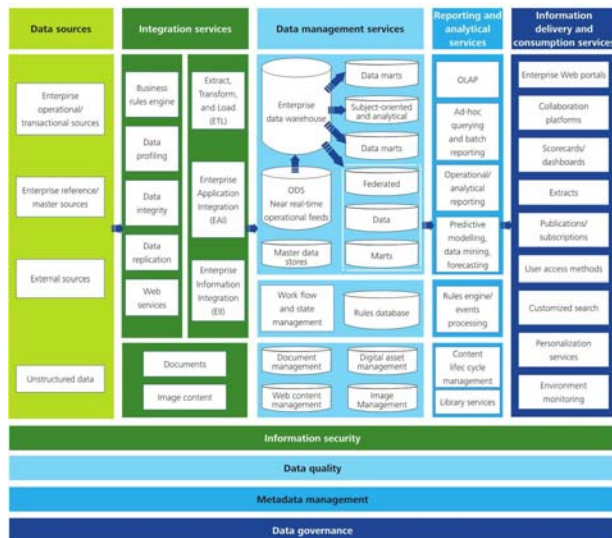 Data sources
Integration services
Data management services
Reporting and
analytical
services
Information
delivery and
consumption services
Enterprise
operational/
transactional sources
Enterprise reference/
master sources
External sources
Unstructured data
Business
rules engine
Data
profiling
Data
integrity
Data
replication
Web
services
Extract,
Transform,
and Load
(ETL)
Enterprise
Application
Integration
(EAI)
Enterprise
Information
Integration
(EII)
Documents
Image content
Enterprise
data warehouse
ODS
Near real-time
operational feeds
Master data
stores
Data marts
Subject-oriented
and analytical
Data marts
Federated
Data
Marts
Work flow
and state
management
Rules database
Document
management
Digital asset
management
Web content
management
Image
Management
OLAP
Ad-hoc
querying
and batch
reporting
Operational/
analytical
reporting
Predictive
modelling,
data mining,
forecasting
Rules engine/
events
processing
Content
lifec cycle
management
Library services
Enterprise Web portals
Collaboration
platforms
Scorecards/
dashboards
Extracts
Publications/
subscriptions
User access methods
Customized search
Personalization
services
Environment
monitoring
Information security
Data quality
Metadata management
Data governance